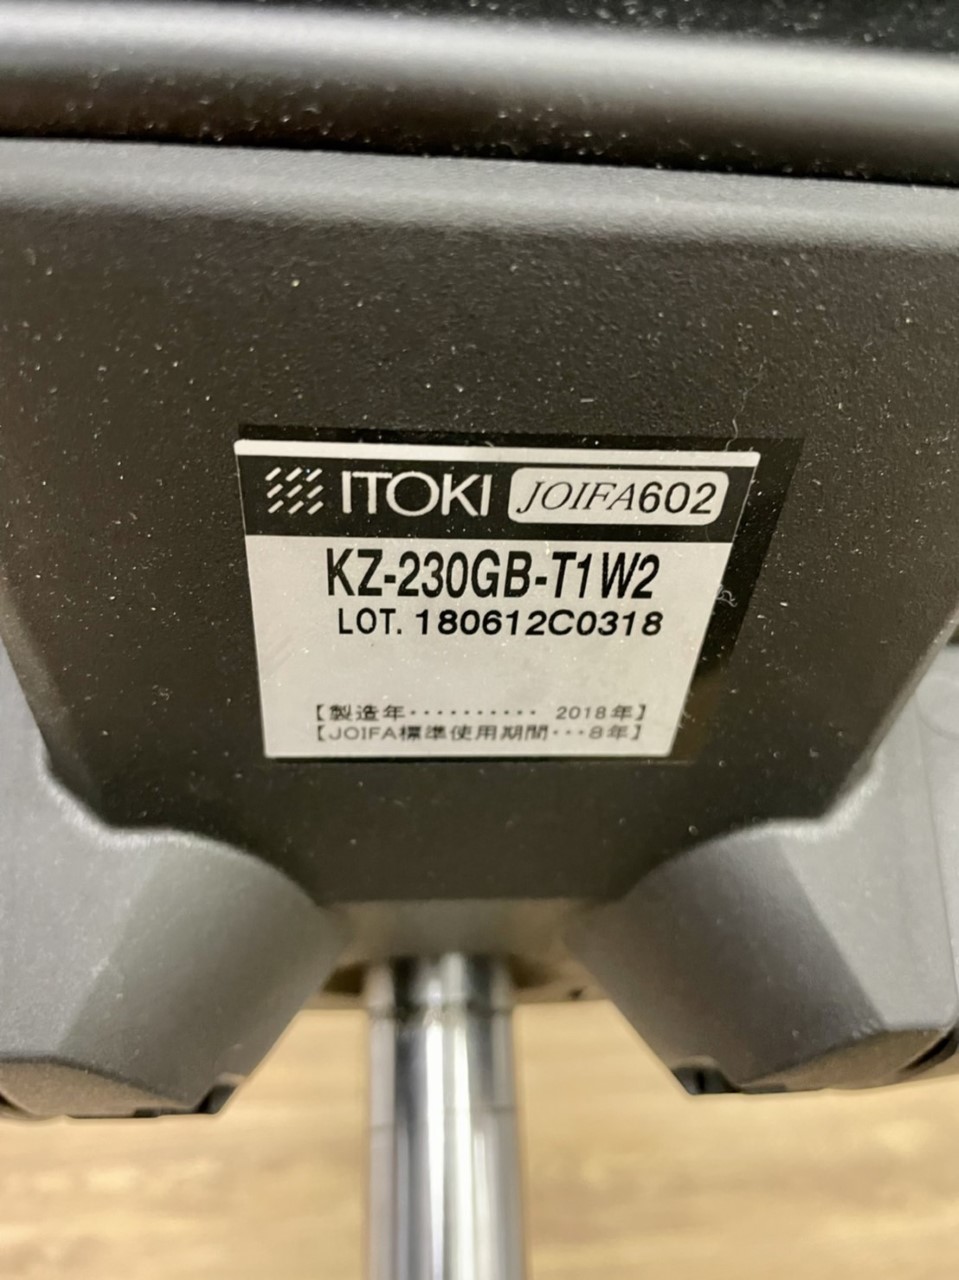 ITOKI JOIFA602
KZ-230GB-T1W2
LOT. 180612C0318
【製造年・・・・・・・・・・ 2018年】
【JOIFA標準使用期間・・・8年】